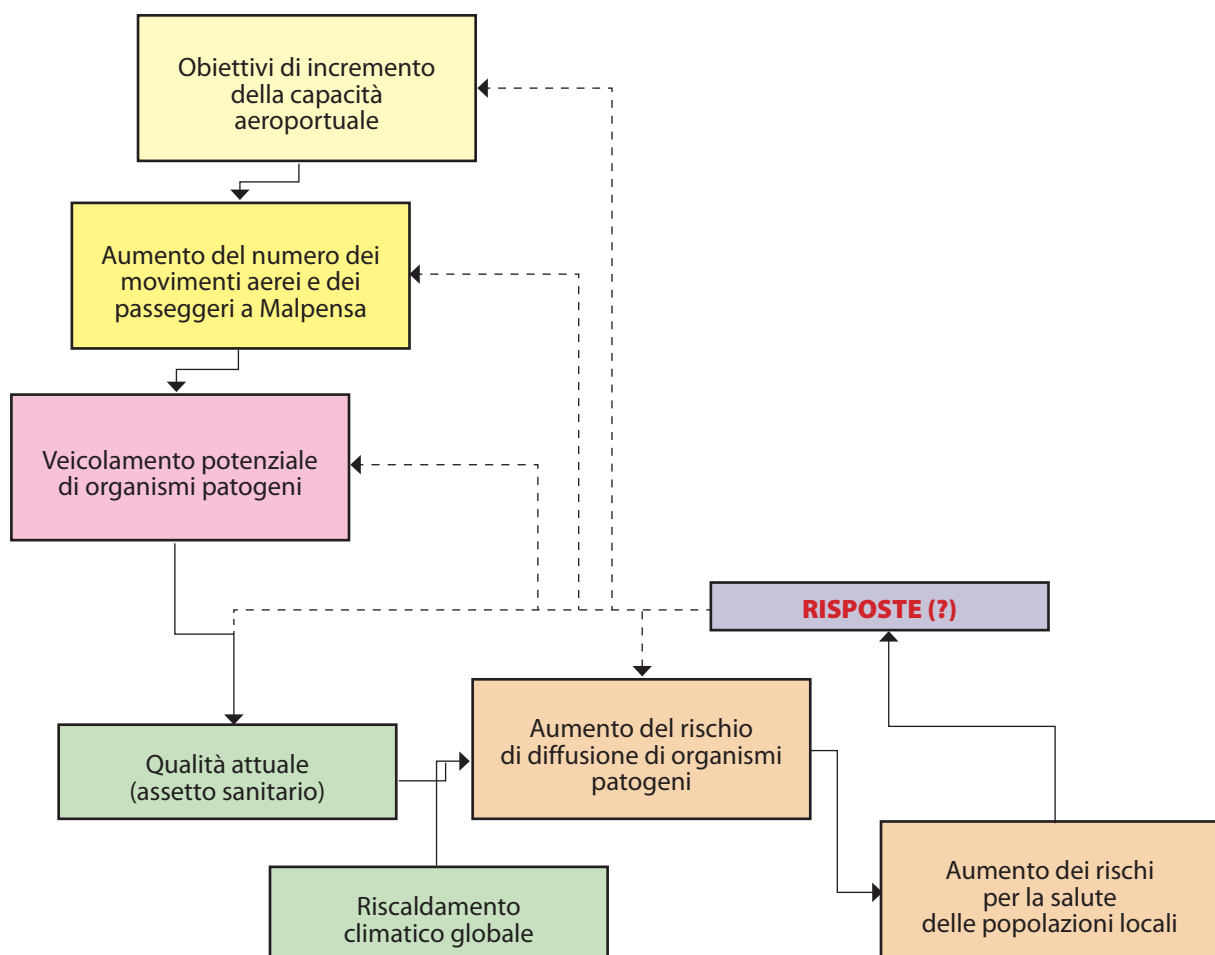 Obiettivi di incremento
della capacità
aeroportuale
Aumento del numero dei
movimenti aerei e dei
passeggeri a Malpensa
Veicolamento potenziale
di organismi patogeni
RISPOSTE (?)
Qualità attuale
(assetto sanitario)
Aumento del rischio
di diffusione di organismi
patogeni
Riscaldamento
climatico globale
Aumento dei rischi
per la salute
delle popolazioni locali